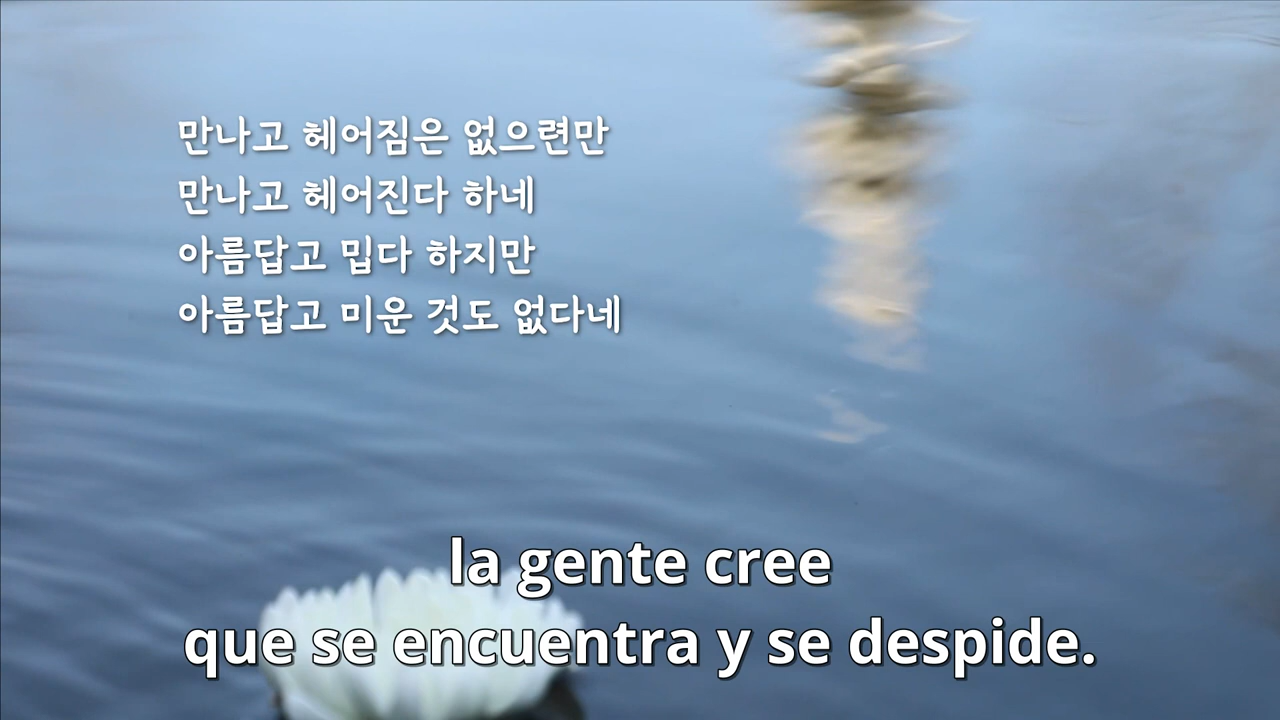 만나고 헤어짐은 없으련만
만나고 헤어진다 하네
아름답고 밉다 하지만
아름답고 미운 것도 없다네
la gente cree
que se encuentra y se despide.